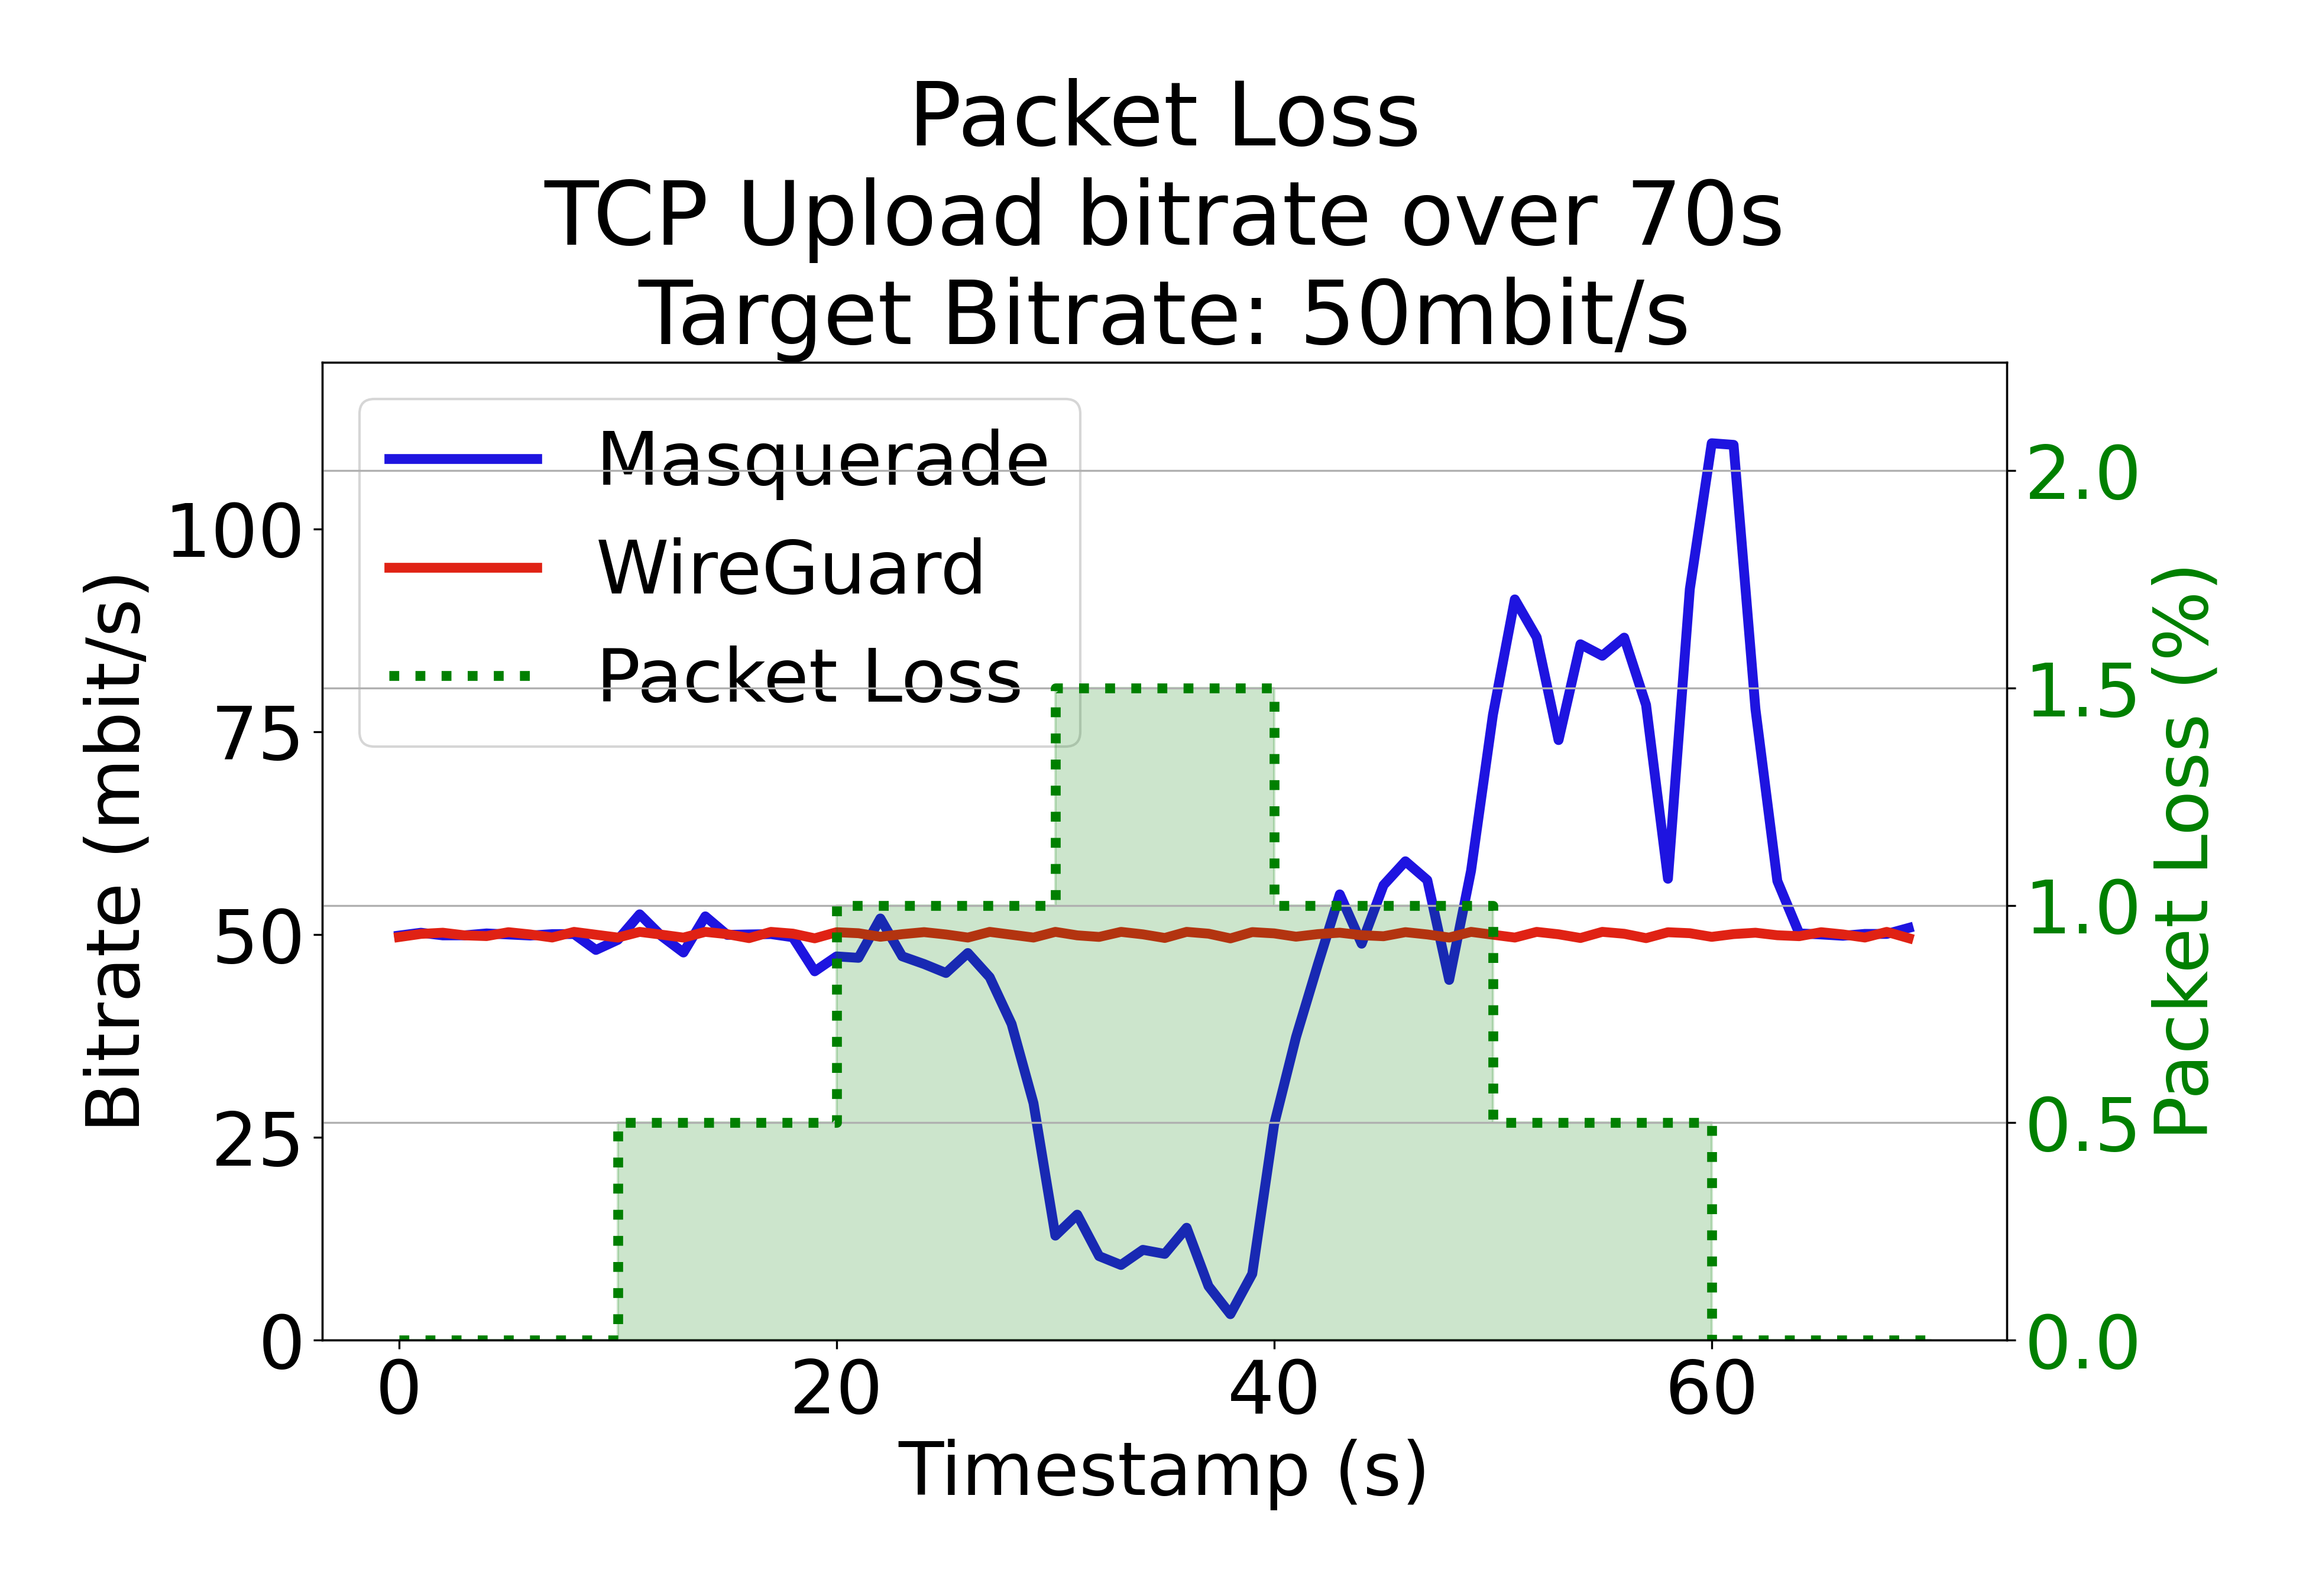 Packet Loss
TCP Upload bitrate over 70s
Target Bitrate: 50mbit/s
Masquerade
WireGuard
Packet Loss
Bitrate (mbit/s)
100
75
50
25
0
2.0
1.5
1.0
0.5
0.0
Packet Loss (%)
0 20 40 60
Timestamp (s)